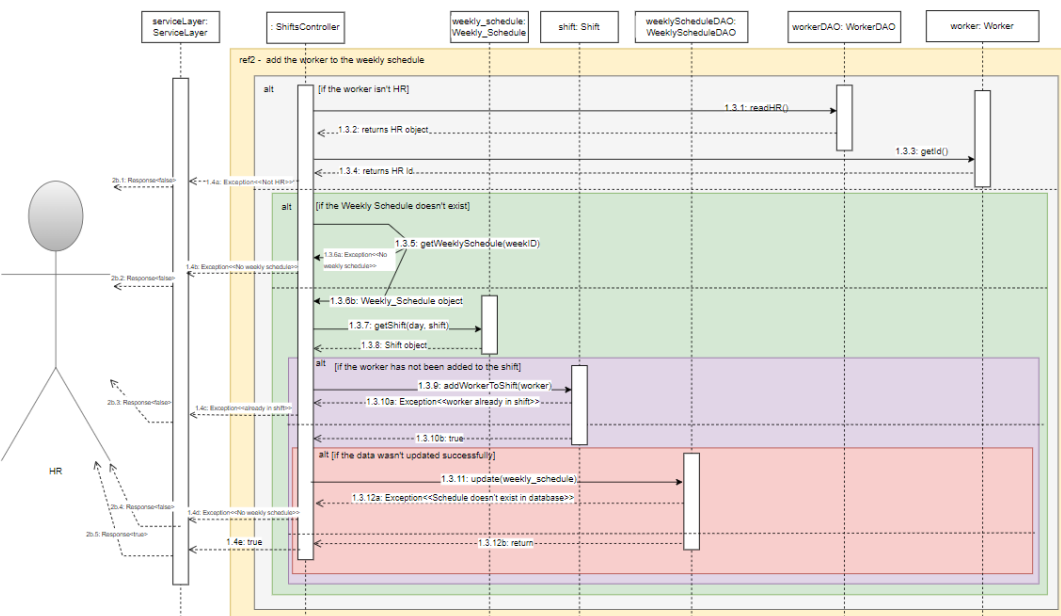 serviceLayer:
ServiceLayer
: ShiftsController
weekly_schedule:
Weekly_Schedule
shift: Shift
weeklyScheduleDAO:
WeeklyScheduleDAO
workerDAO: WorkerDAO
worker: Worker
ref2 - add the worker to the weekly schedule
alt
[if the worker isn't HR]
1.3.1: readHR()
1.3.2: returns HR object
1.3.3: getId()
1.3.4: returns HR Id
2b.1: Response<false>
1.4a: Exception<<Not HR>>
alt
[if the Weekly Schedule doesn't exist]
1.3.5: getWeeklySchedule(weekID)
1.3.6a: Exception<<No
weekly schedule>>
1.4b: Exception<<No weekly schedule>>
2b.2: Response<false>
1.3.6b: Weekly_Schedule object
1.3.7: getShift(day, shift)
1.3.8: Shift object
alt
[if the worker has not been added to the shift]
1.3.9: addWorkerToShift(worker)
1.3.10a: Exception<<worker already in shift>>
2b.3: Response<false>
1.4c: Exception<<already in shift>>
1.3.10b: true
alt
[if the data wasn't updated successfully]
HR
1.3.11: update(weekly_schedule)
1.3.12a: Exception<<Schedule doesn't exist in database>>
2b.4: Response<false>
1.4d: Exception<<No weekly schedule>>
2b.5: Response<true>
1.4e: true
1.3.12b: return